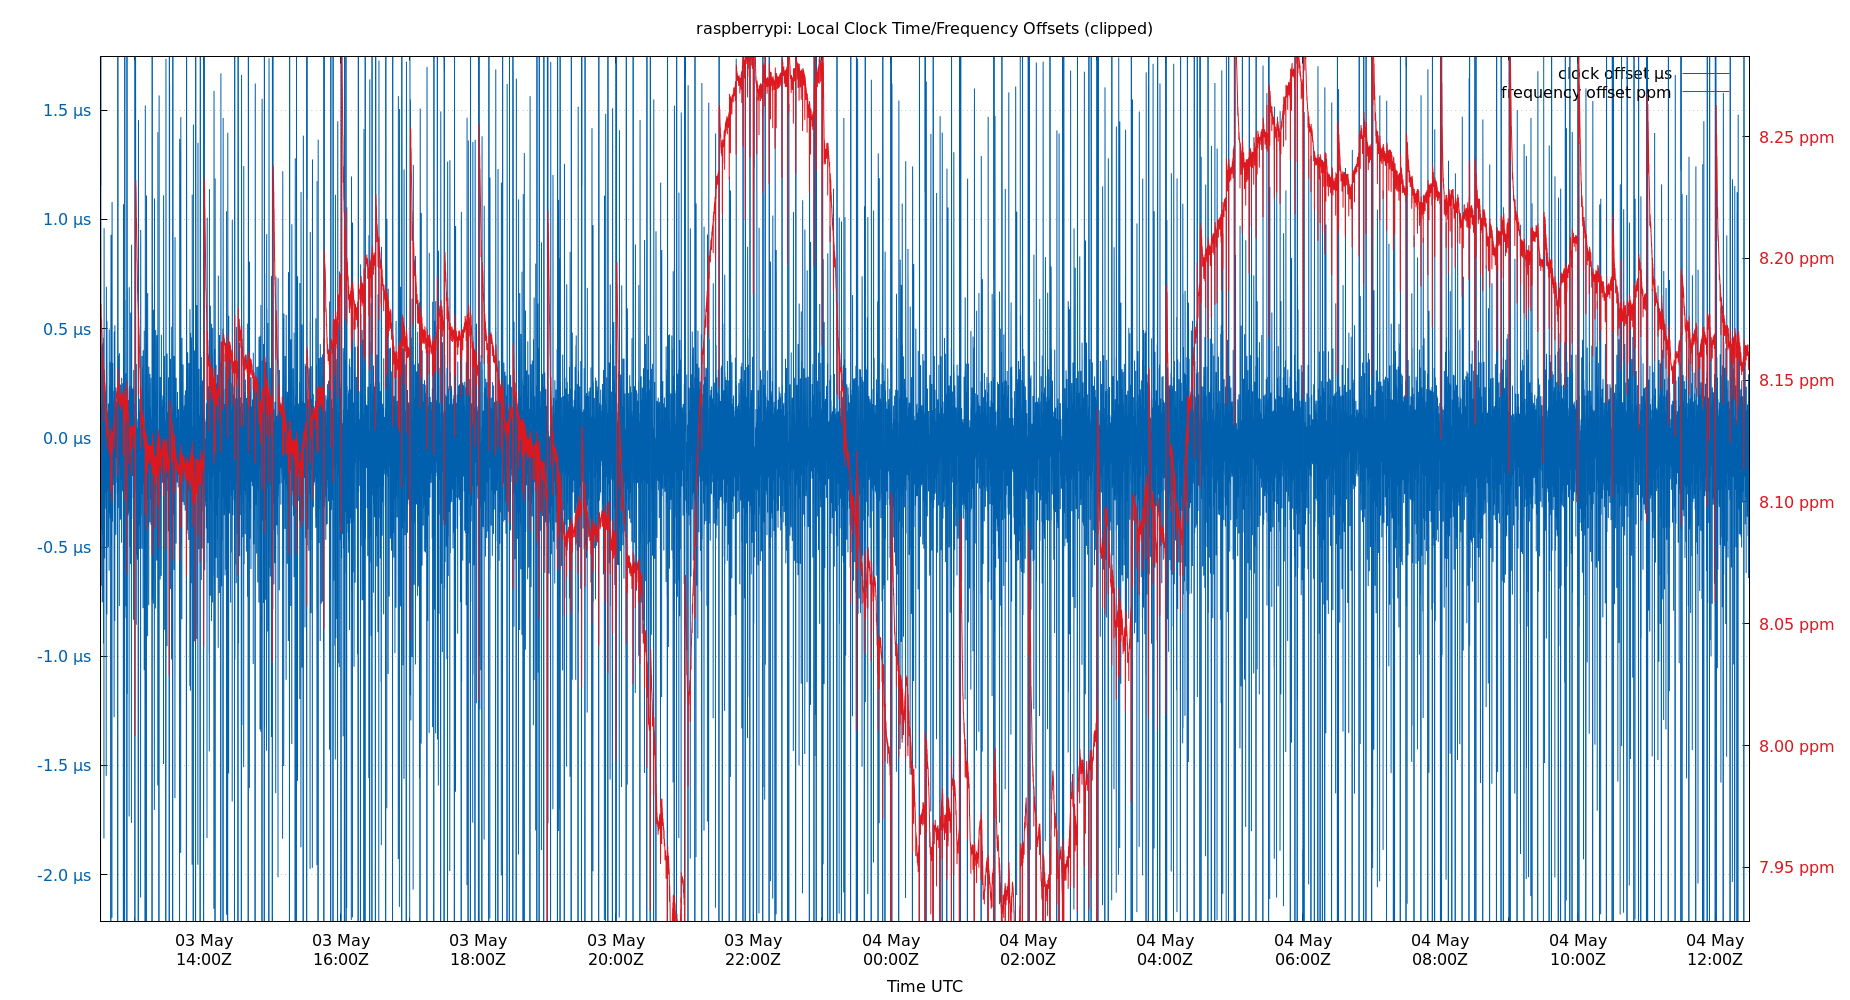 raspberrypi: Local Clock Time/Frequency Offsets (clipped)
clock offset µs
frequency offset ppm
1.5 µs
1.0 µs
0.5 µs
0.0 µs
-0.5 µs
-1.0 µs
-1.5 µs
-2.0 µs
8.25 ppm
8.20 ppm
8.15 ppm
8.10 ppm
8.05 ppm
8.00 ppm
7.95 ppm
03 May 03 May 03 May 03 May 03 May 04 May 04 May 04 May 04 May 04 May 04 May 04 May
14:00Z 16:00Z 18:00Z 20:00Z 22:00Z 00:00Z 02:00Z 04:00Z 06:00Z 08:00Z 10:00Z 12:00Z
Time UTC